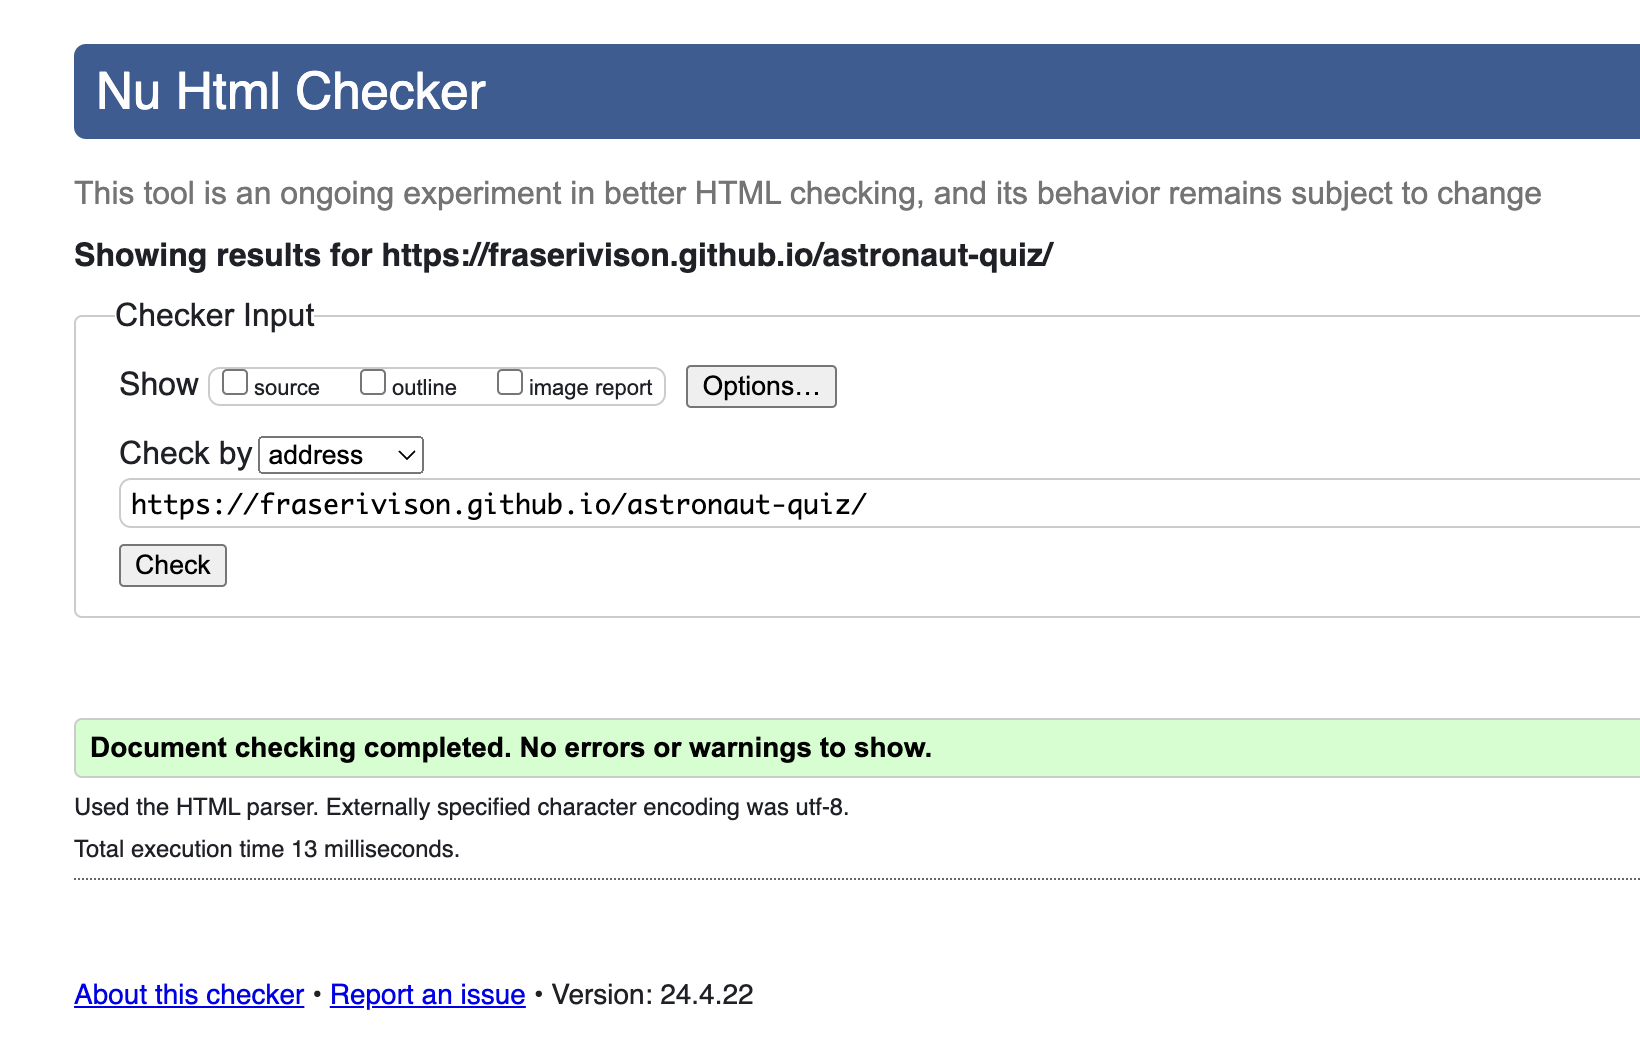 Nu Html Checker
This tool is an ongoing experiment in better HTML checking, and its behavior remains subject to change
Showing results for https://fraserivison.github.io/astronaut-quiz/
Checker Input
Show source outline image report Options...
Check by address
https://fraserivison.github.io/astronaut-quiz/
Check
Document checking completed. No errors or warnings to show.
Used the HTML parser. Externally specified character encoding was utf-8.
Total execution time 13 milliseconds.
About this checker • Report an issue • Version: 24.4.22